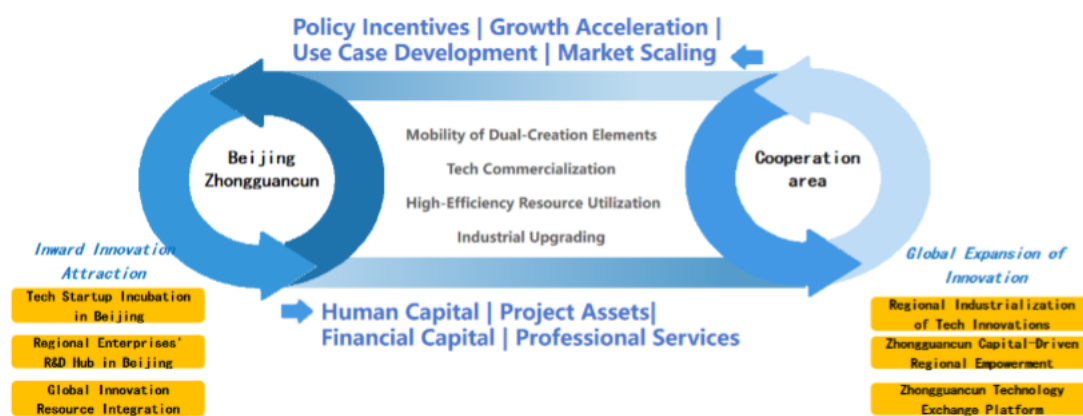 Policy Incentives | Growth Acceleration |
Use Case Development | Market Scaling
Mobility of Dual-Creation Elements
Tech Commercialization
High-Efficiency Resource Utilization
Industrial Upgrading
Beijing
Zhongguancun
Cooperation
area
Inward Innovation
Attraction
Tech Startup Incubation
in Beijing
Regional Enterprises'
R&D Hub in Beijing
Global Innovation
Resource Integration
Human Capital | Project Assets|
Financial Capital | Professional Services
Global Expansion of
Innovation
Regional Industrialization
of Tech Innovations
Zhongguancun Capital-Driven
Regional Empowerment
Zhongguancun Technology
Exchange Platform